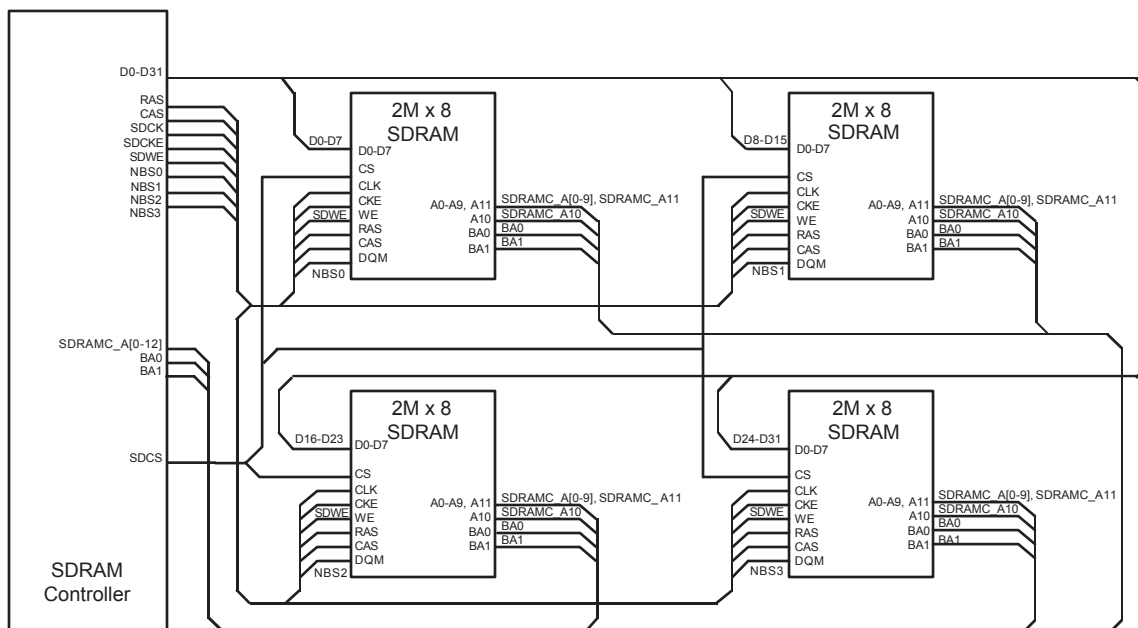 D0-D31
RAS
CAS
SDCK
SDCKE
SDWE
NBS0
NBS1
NBS2
NBS3
SDRAMC_A[0-12]
BA0
BA1
SDCS
SDRAM
Controller
2M x 8
SDRAM
D0-D7
D0-D7
CS
CLK
CKE
SDWE
WE
RAS
CAS
DQM
NBS0
A0-A9, A11
A10
BA0
BA1
SDRAMC_A[0-9], SDRAMC_A11
SDRAMC_A10
BA0
BA1
2M x 8
SDRAM
D8-D15
D0-D7
CS
CLK
CKE
SDWE
WE
RAS
CAS
DQM
NBS1
A0-A9, A11
A10
BA0
BA1
SDRAMC_A[0-9], SDRAMC_A11
SDRAMC_A10
BA0
BA1
2M x 8
SDRAM
D16-D23
D0-D7
CS
CLK
CKE
SDWE
WE
RAS
CAS
DQM
NBS2
A0-A9, A11
A10
BA0
BA1
SDRAMC_A[0-9], SDRAMC_A11
SDRAMC_A10
BA0
BA1
2M x 8
SDRAM
D24-D31
D0-D7
CS
CLK
CKE
SDWE
WE
RAS
CAS
DQM
NBS3
A0-A9, A11
A10
BA0
BA1
SDRAMC_A[0-9], SDRAMC_A11
SDRAMC_A10
BA0
BA1